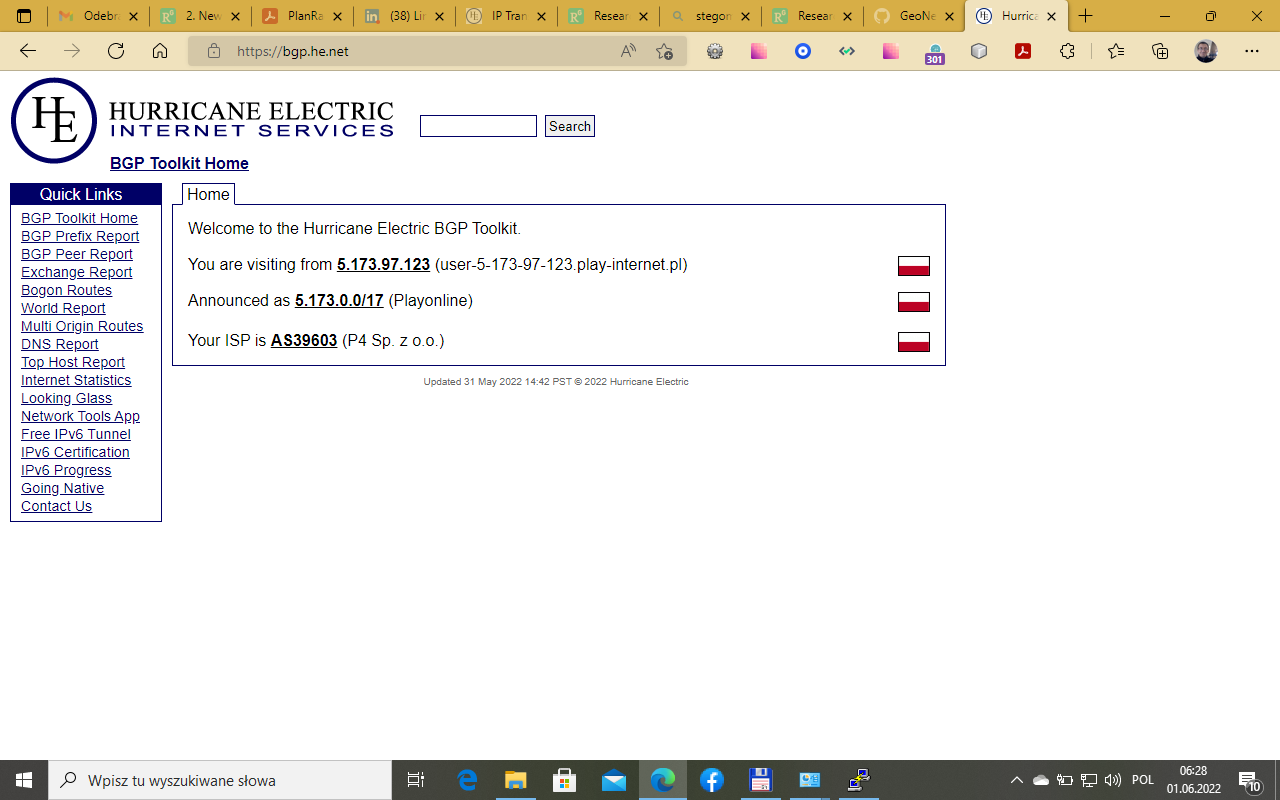 Odebra
2. New
PlanRa
(38) Lin
IP Tran
Resear
stegon
Resear
GeoNe
Hurrica
https://bgp.he.net
301
HE
HURRICANE ELECTRIC
INTERNET SERVICES
Search
BGP Toolkit Home
Quick Links
BGP Toolkit Home
BGP Prefix Report
BGP Peer Report
Exchange Report
Bogon Routes
World Report
Multi Origin Routes
DNS Report
Top Host Report
Internet Statistics
Looking Glass
Network Tools App
Free IPv6 Tunnel
IPv6 Certification
IPv6 Progress
Going Native
Contact Us
Home
Welcome to the Hurricane Electric BGP Toolkit.
You are visiting from 5.173.97.123 (user-5-173-97-123.play-internet.pl)
Announced as 5.173.0.0/17 (Playonline)
Your ISP is AS39603 (P4 Sp. z o.o.)
Updated 31 May 2022 14:42 PST © 2022 Hurricane Electric
Wpisz tu wyszukiwane słowa
POL
06:28
01.06.2022
10